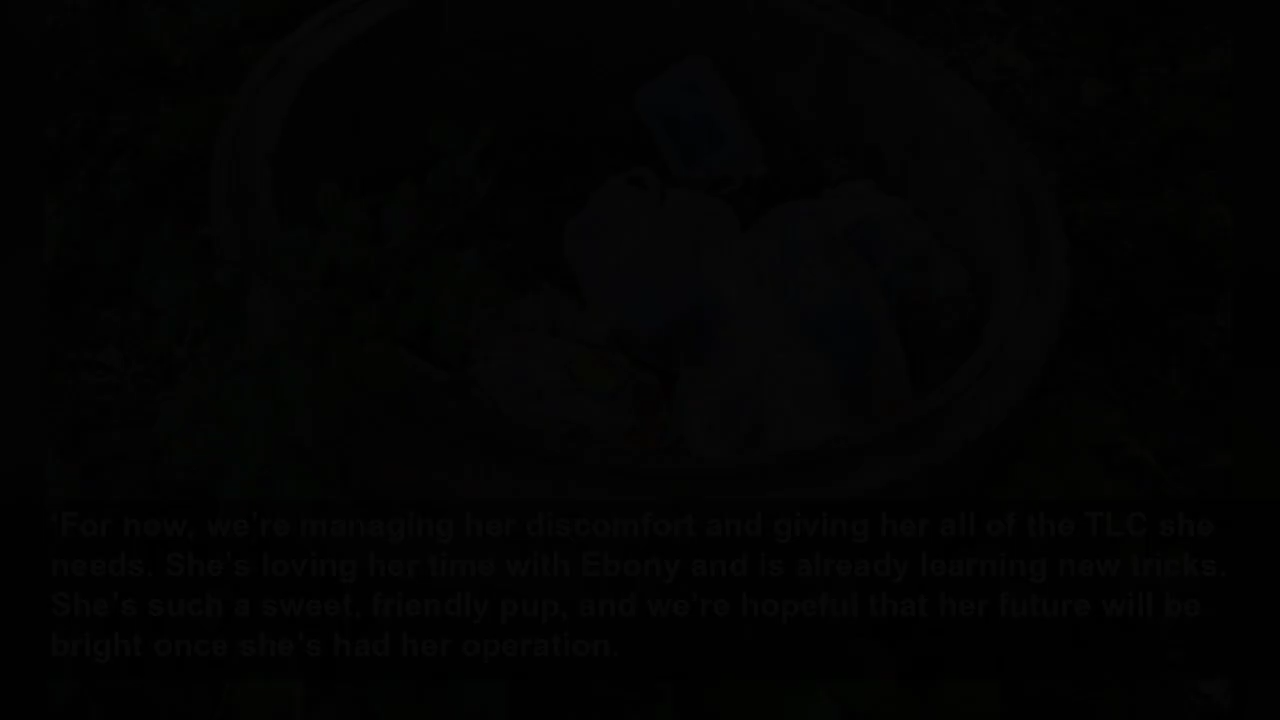 'For now, we're managing her discomfort and giving her all of the TLC she
needs. She's loving her time with Ebony and is already learning new tricks.
She's such a sweet, friendly pup, and we're hopeful that her future will be
bright once she's had her operation.